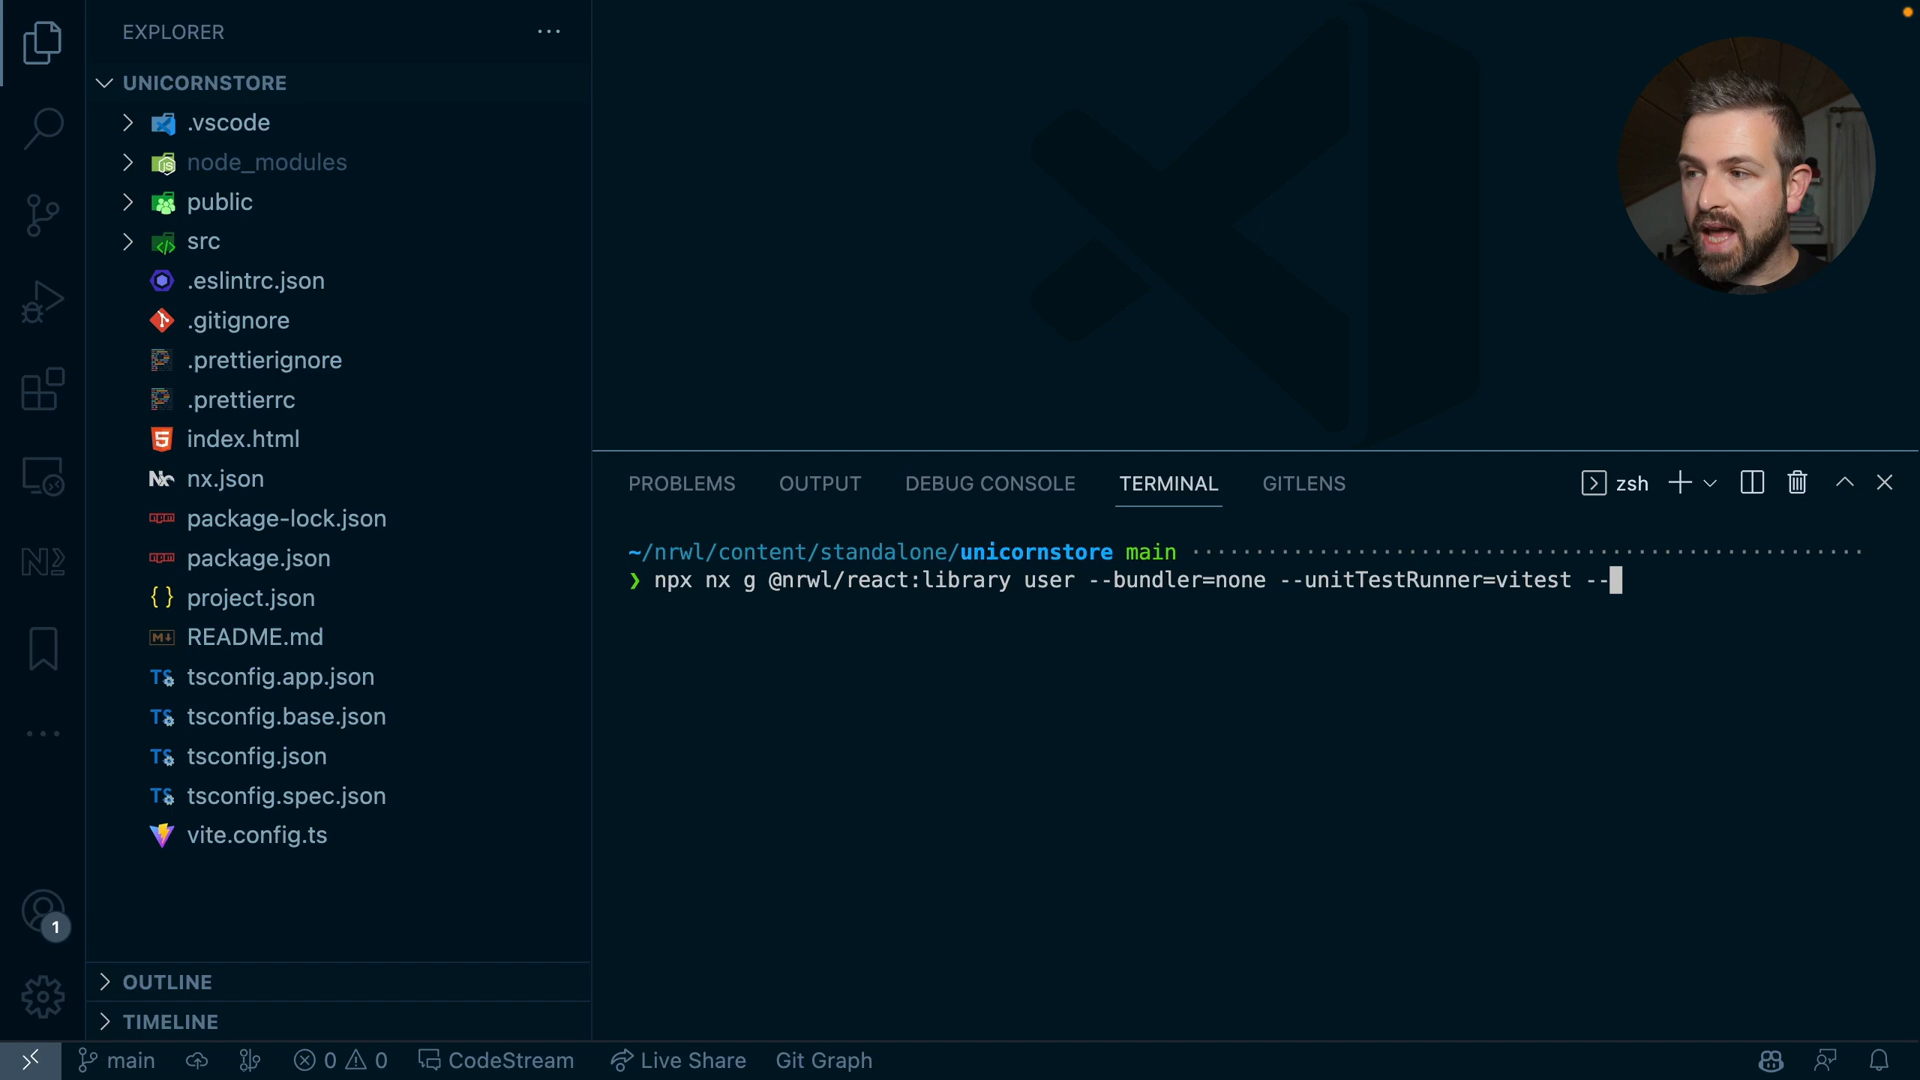 EXPLORER
UNICORNSTORE
.vscode
node_modules
public
src
.eslintrc.json
.gitignore
.prettierignore
.prettierrc
index.html
nx.json
package-lock.json
package.json
project.json
README.md
tsconfig.app.json
tsconfig.base.json
tsconfig.json
tsconfig.spec.json
vite.config.ts
OUTLINE
TIMELINE
PROBLEMS OUTPUT DEBUG CONSOLE TERMINAL GITLENS zsh
~/nrwl/content/standalone/unicornstore main
❯ npx nx g @nrwl/react:library user --bundler=none --unitTestRunner=vitest --
1
main 0 0 CodeStream Live Share Git Graph